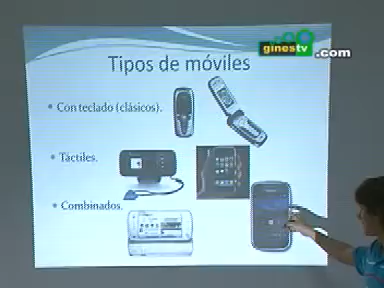 ginestv.com
Tipos de móviles
• Con teclado (clásicos).
• Táctiles.
• Combinados.